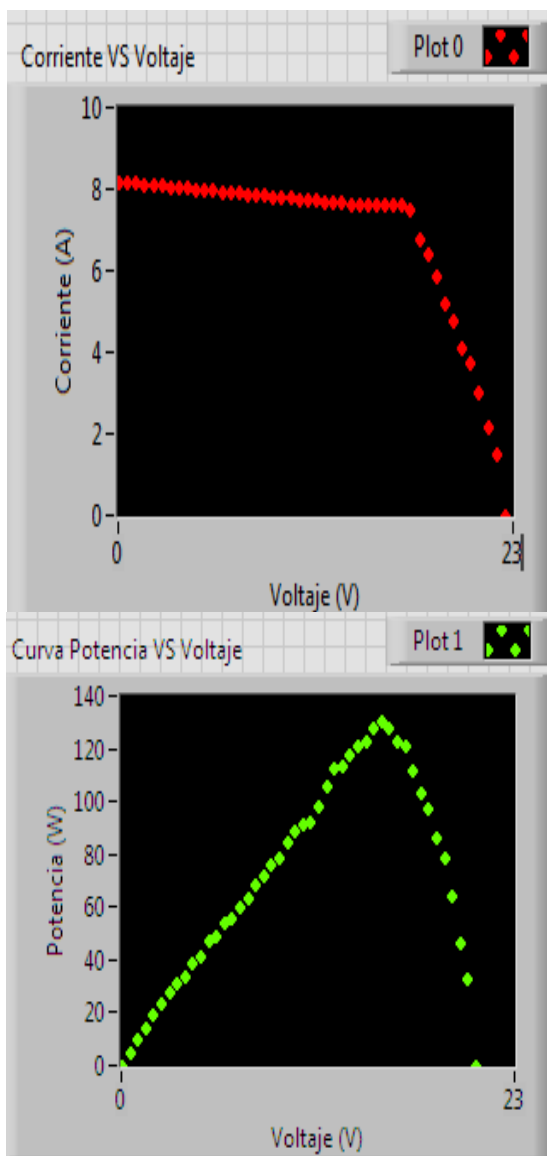 Corriente VS Voltaje
Plot 0
10
8
6
4
2
0
Corriente (A)
0 23
Voltaje (V)
Curva Potencia VS Voltaje
Plot 1
140
120
100
80
60
40
20
0
Potencia (W)
0 23
Voltaje (V)